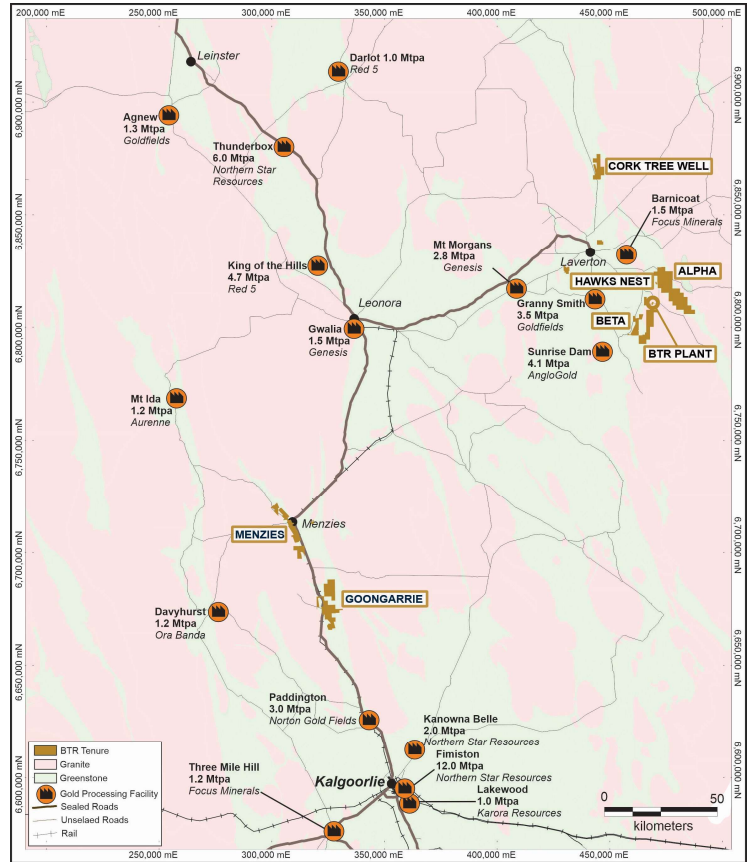 200,000 mE
250,000 mE
300,000 mE
350,000 mE
400,000 mE
450,000 mE
500,000 mE
Leinster
Darlot 1.0 Mtpa
Red 5
6,900,000 mN
6,900,000 mN
Agnew
1.3 Mtpa
Goldfields
Thunderbox
6.0 Mtpa
Northern Star
Resources
CORK TREE WELL
6,850,000 mN
3,850,000 mN
Barnicoat
1.5 Mtpa
Focus Minerals
Mt Morgans
2.8 Mtpa
Genesis
Laverton
King of the Hills
4.7 Mtpa
Red 5
ALPHA
HAWKS NEST
Leonora
Granny Smith
3.5 Mtpa
Goldfields
6,800,000 mN
6,800,000 mN
Gwalia
1.5 Mtpa
Genesis
BETA
Sunrise Dam
4.1 Mtpa
AngloGold
BTR PLANT
Mt Ida
1.2 Mtpa
Aurenne
6,750,000 mN
6,750,000 mN
Menzies
MENZIES
6,700,000 mN
6,700,000 mN
GOONGARRIE
Davyhurst
1.2 Mtpa
Ora Banda
6,650,000 mN
6,650,000 mN
Paddington
3.0 Mtpa
Norton Gold Fields
Kanowna Belle
2.0 Mtpa
Northern Star Resources
Fimiston
12.0 Mtpa
Northern Star Resources
6,600,000 mN
6,600,000 mN
Three Mile Hill
1.2 Mtpa
Focus Minerals
Kalgoorlie
Lakewood
1.0 Mtpa
Karora Resources
BTR Tenure
Granite
Greenstone
Gold Processing Facility
Sealed Roads
Unselaed Roads
Rail
0
50
kilometers
250,000 mE
300,000 mE
350,000 mE
400,000 mE
450,000 mE
500,000 mE